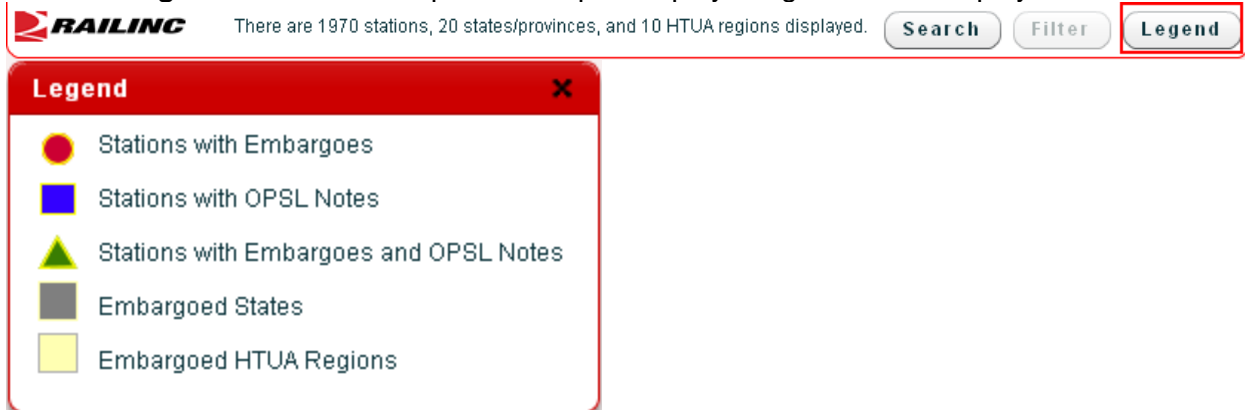 RAILINC There are 1970 stations, 20 states/provinces, and 10 HTUA regions displayed. Search Filter Legend
Legend
Stations with Embargoes
Stations with OPSL Notes
Stations with Embargoes and OPSL Notes
Embargoed States
Embargoed HTUA Regions